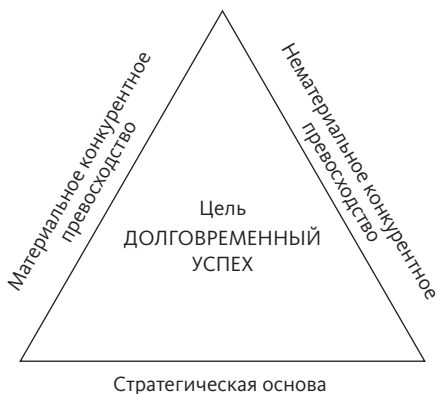 Материальное конкурентное
превосходство
Нематериальное конкурентное
превосходство
Цель
ДОЛГОВРЕМЕННЫЙ
УСПЕХ
Стратегическая основа